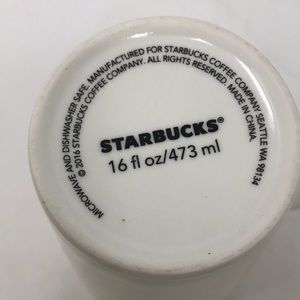 MICROWAVE AND DISHWASHER SAFE. MANUFACTURED FOR STARBUCKS COFFEE COMPANY, SEATTLE WA 98134
© 2016 STARBUCKS COFFEE COMPANY. ALL RIGHTS RESERVED. MADE IN CHINA.
STARBUCKS®
16 fl oz/473 ml